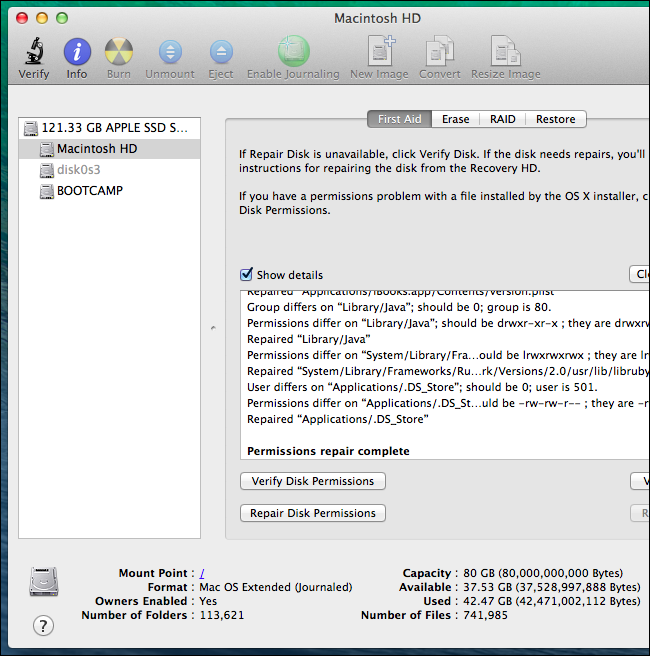 Macintosh HD
Verify Info Burn Unmount Eject Enable Journaling New Image Convert Resize Image
121.33 GB APPLE SSD S...
Macintosh HD
disk0s3
BOOTCAMP
First Aid Erase RAID Restore
If Repair Disk is unavailable, click Verify Disk. If the disk needs repairs, you'll
instructions for repairing the disk from the Recovery HD.
If you have a permissions problem with a file installed by the OS X installer, c
Disk Permissions.
Show details
Cl
Repaired “Applications/iBooks.app/Contents/version.plist
Group differs on “Library/Java”; should be 0; group is 80.
Permissions differ on “Library/Java”; should be drwxr-xr-x ; they are drwxr
Repaired “Library/Java”
Permissions differ on “System/Library/Fra...ould be lrwxrwxrwx ; they are lr
Repaired “System/Library/Frameworks/Ru...rk/Versions/2.0/usr/lib/libruby
User differs on “Applications/.DS_Store”; should be 0; user is 501.
Permissions differ on “Applications/.DS_St...uld be -rw-rw-r-- ; they are -r
Repaired “Applications/.DS_Store”
Permissions repair complete
Verify Disk Permissions
V
Repair Disk Permissions
R
Mount Point : /
Format : Mac OS Extended (Journaled)
Owners Enabled : Yes
Number of Folders : 113,621
Capacity : 80 GB (80,000,000,000 Bytes)
Available : 37.53 GB (37,528,997,888 Bytes)
Used : 42.47 GB (42,471,002,112 Bytes)
Number of Files : 741,985
?